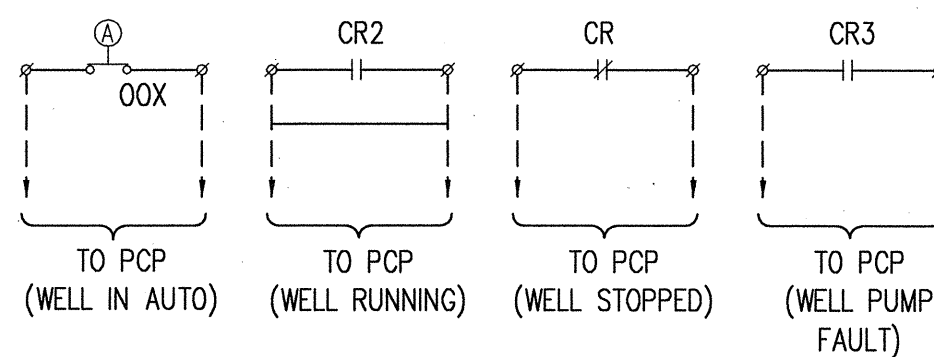 A CR2 CR CR3
OOX
TO PCP TO PCP TO PCP TO PCP
(WELL IN AUTO) (WELL RUNNING) (WELL STOPPED) (WELL PUMP
FAULT)